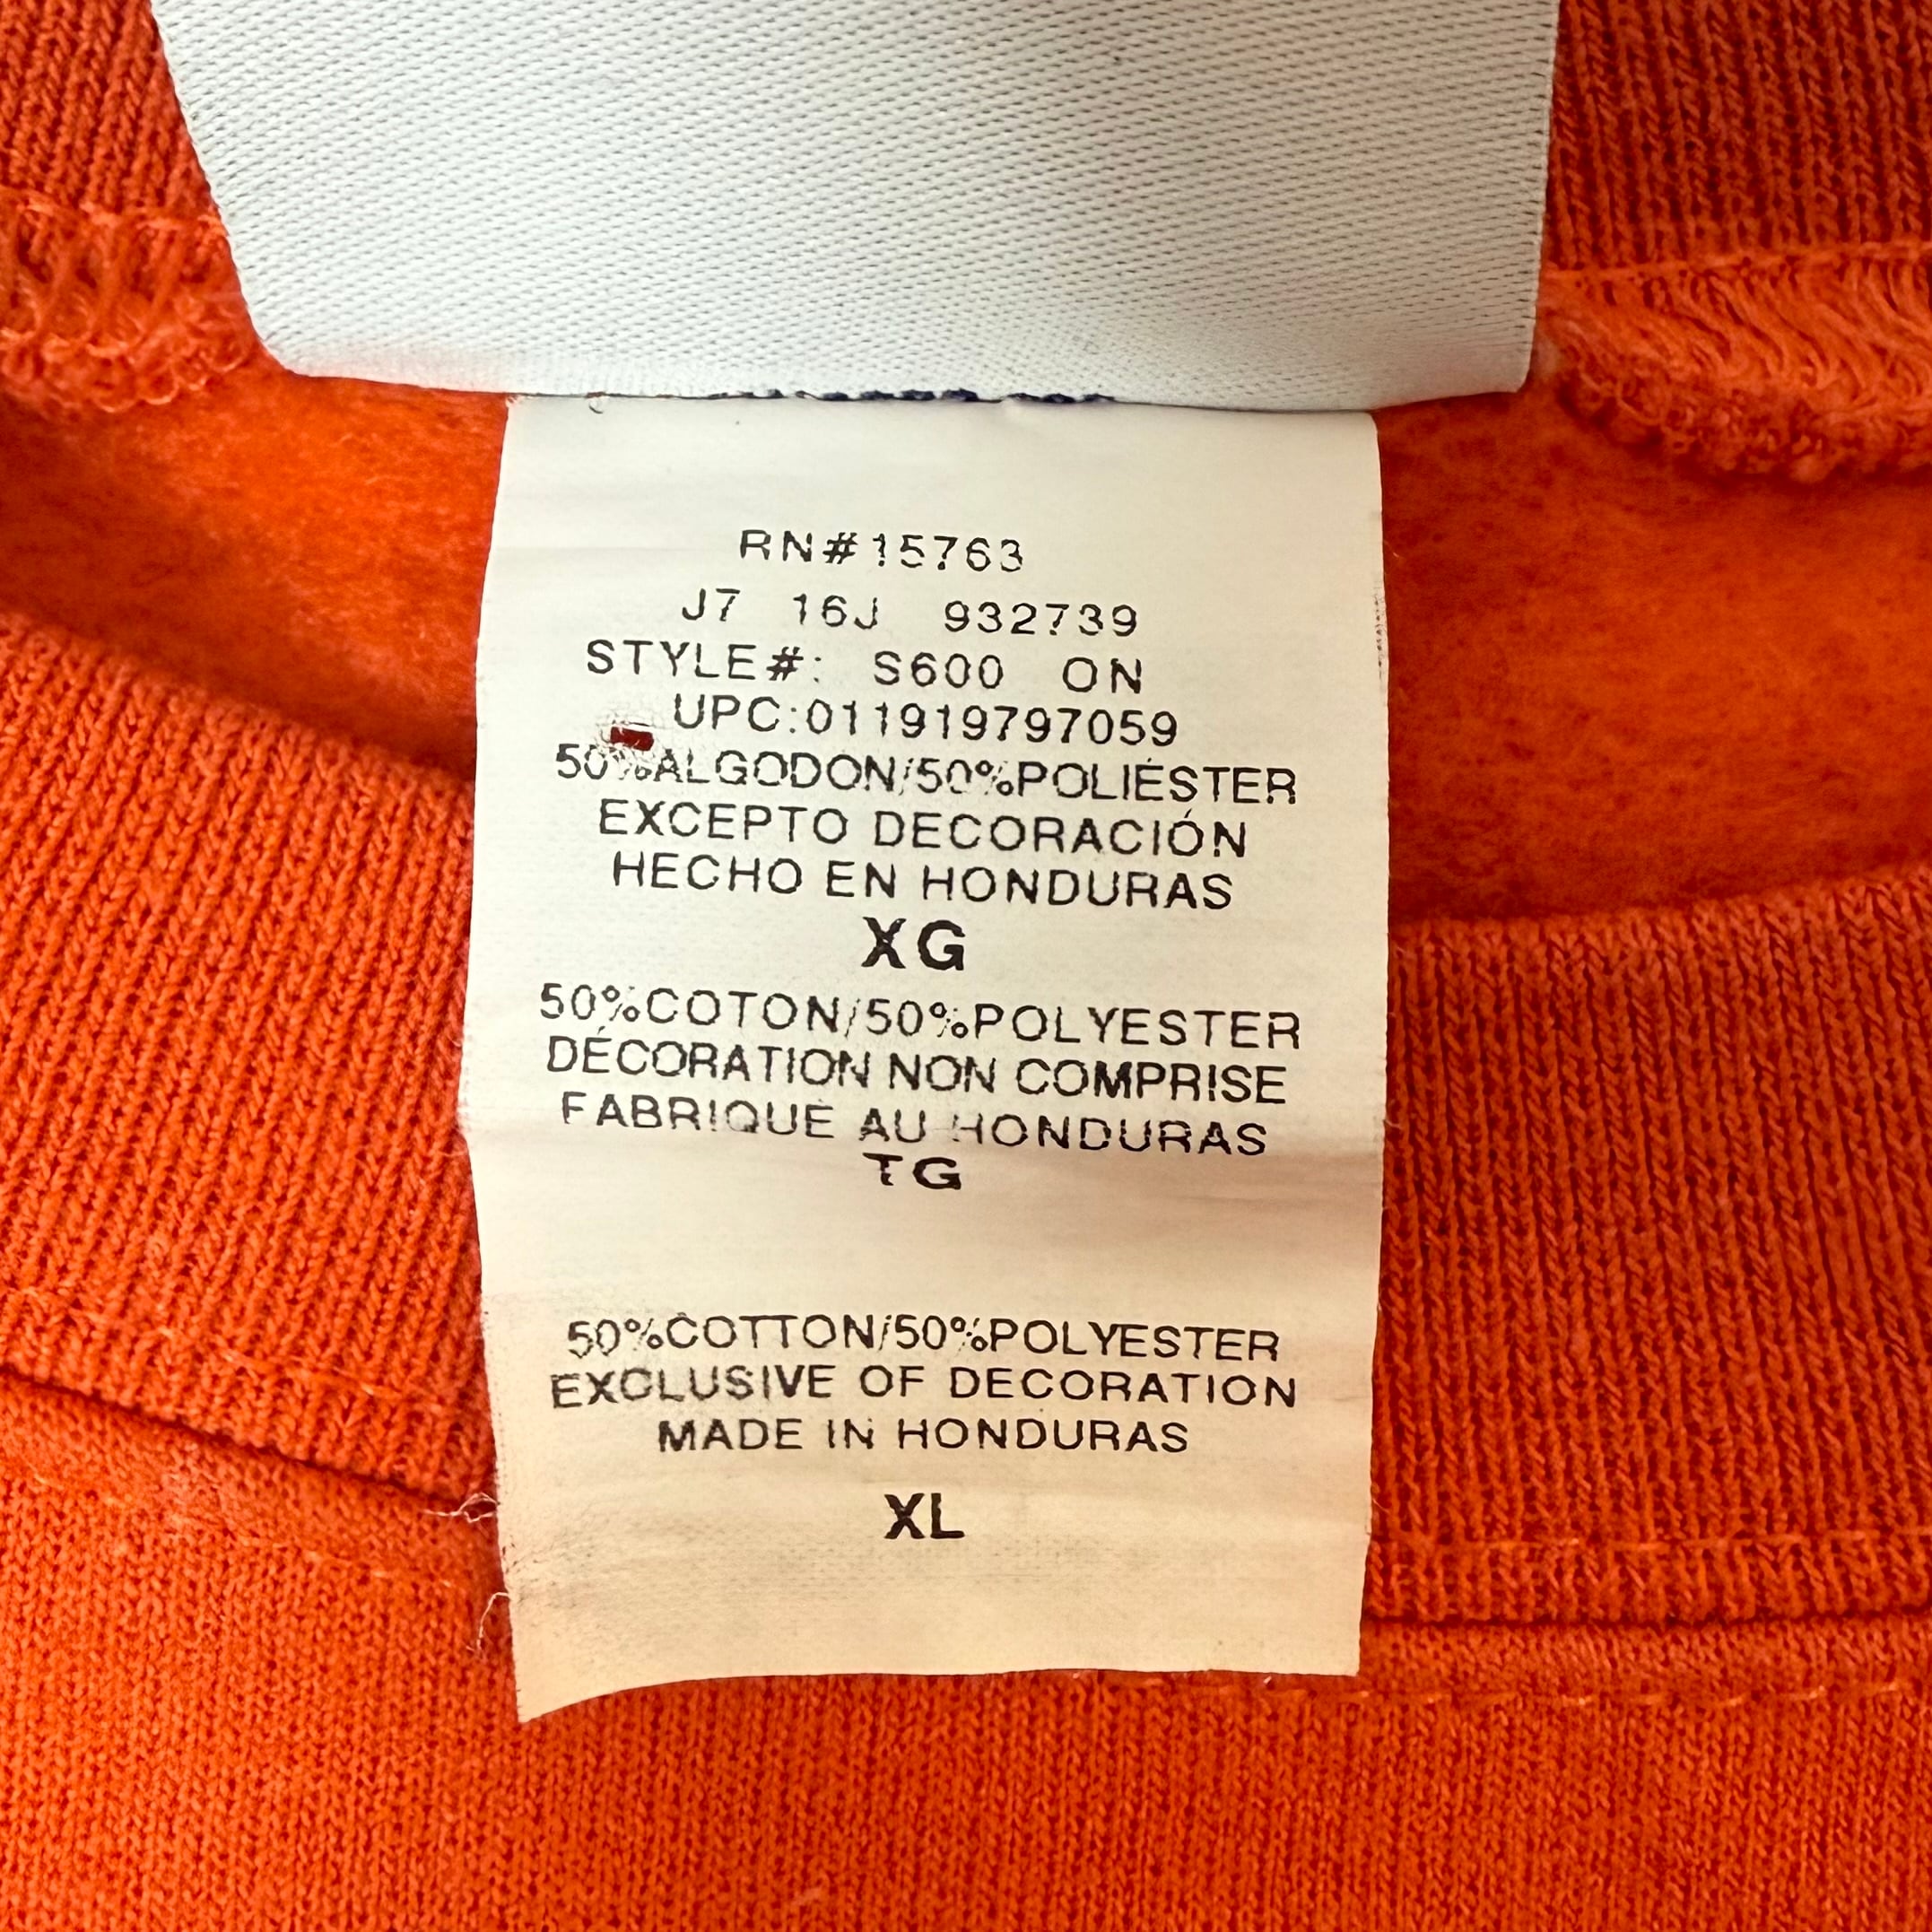 RN#15763
J7 16J 932739
STYLE#: S600 ON
UPC:011919797059
50%ALGODON/50%POLIÉSTER
EXCEPTO DECORACIÓN
HECHO EN HONDURAS
XG
50%COTON/50%POLYESTER
DÉCORATION NON COMPRISE
FABRIQUE AU HONDURAS
TG
50%COTTON/50%POLYESTER
EXCLUSIVE OF DECORATION
MADE IN HONDURAS
XL